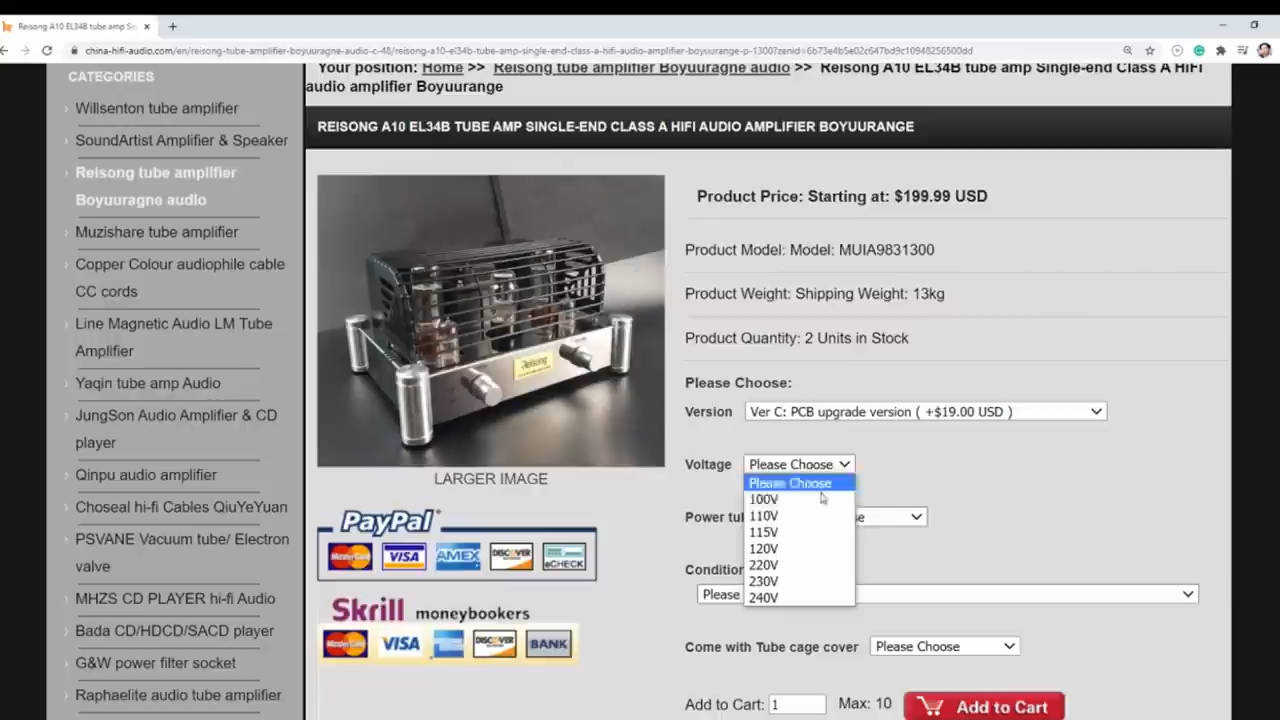 Reisong A10 EL34B tube amp Sin
china-hifi-audio.com/en/reisong-tube-amplifier-boyuuragne-audio-c-48/reisong-a10-el34b-tube-amp-single-end-class-a-hifi-audio-amplifier-boyuurange-p-1300?zenid=6b73e4b5e02c647bd9c10948256500dd
CATEGORIES
Willsenton tube amplifier
SoundArtist Amplifier & Speaker
Reisong tube amplifier
Boyuuragne audio
Muzishare tube amplifier
Copper Colour audiophile cable
CC cords
Line Magnetic Audio LM Tube
Amplifier
Yaqin tube amp Audio
JungSon Audio Amplifier & CD
player
Qinpu audio amplifier
Choseal hi-fi Cables QiuYeYuan
PSVANE Vacuum tube/ Electron
valve
MHZS CD PLAYER hi-fi Audio
Bada CD/HDCD/SACD player
G&W power filter socket
Raphaelite audio tube amplifier
Your position: Home >> Reisong tube amplifier Boyuuragne audio >> Reisong A10 EL34B tube amp Single-end Class A HiFi
audio amplifier Boyuurange
REISONG A10 EL34B TUBE AMP SINGLE-END CLASS A HIFI AUDIO AMPLIFIER BOYUURANGE
Reisong
LARGER IMAGE
PayPal
MasterCard VISA AMEX DISCOVER eCHECK
Skrill moneybookers
MasterCard VISA DISCOVER BANK
Product Price: Starting at: $199.99 USD
Product Model: Model: MUIA9831300
Product Weight: Shipping Weight: 13kg
Product Quantity: 2 Units in Stock
Please Choose:
Version Ver C: PCB upgrade version ( +$19.00 USD )
Voltage Please Choose
Please Choose
100V
110V
115V
120V
220V
230V
240V
Power tu se
Condition
Please
Come with Tube cage cover Please Choose
Add to Cart: 1 Max: 10 Add to Cart